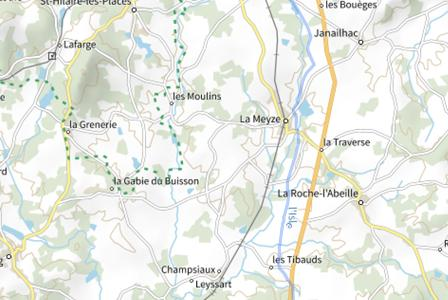 St-Hilaire-les-Places
les Bouèges
Janailhac
Lafarge
les Moulins
La Meyze
la Grenerie
la Traverse
la Gabie du Buisson
La Roche-l'Abeille
L'Isle
Champsiaux
les Tibauds
Leyssart